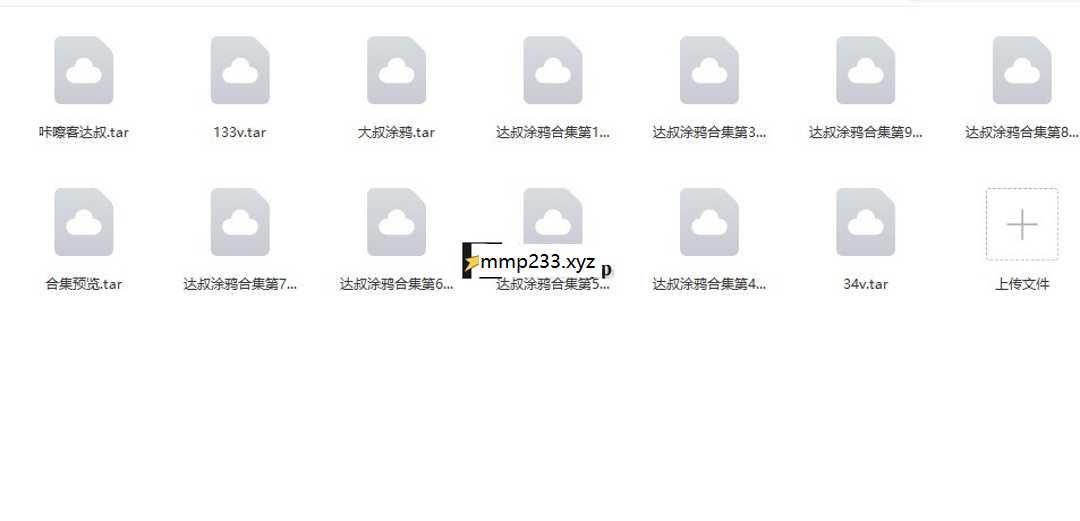 咔嚓客达叔.tar
133v.tar
大叔涂鸦.tar
达叔涂鸦合集第1...
达叔涂鸦合集第3...
达叔涂鸦合集第9...
达叔涂鸦合集第8...
合集预览.tar
达叔涂鸦合集第7...
达叔涂鸦合集第6...
达叔涂鸦合集第5...
达叔涂鸦合集第4...
34v.tar
上传文件
mmp233.xyz
p